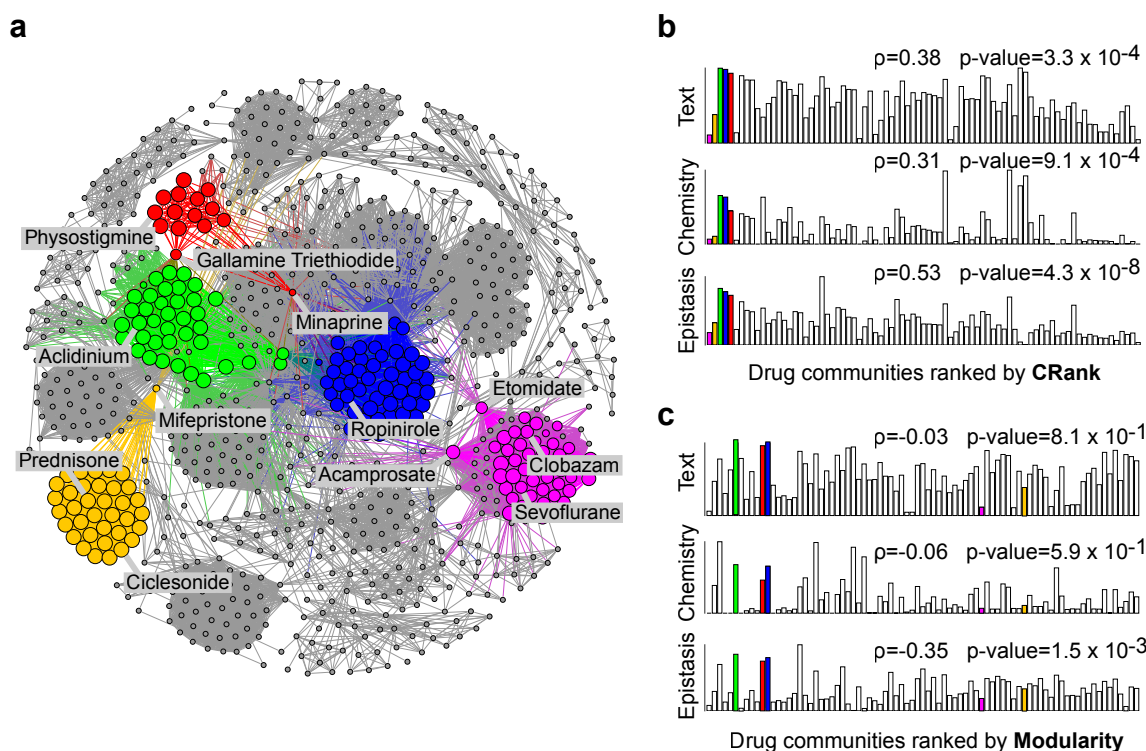 a
Physostigmine
Gallamine Triethiodide
Minaprine
Aclidinium
Etomidate
Mifepristone
Ropinirole
Prednisone
Acamprosate
Clobazam
Sevoflurane
Ciclesonide
b
ρ=0.38 p-value=3.3 x 10-4
Text
ρ=0.31 p-value=9.1 x 10-4
Chemistry
ρ=0.53 p-value=4.3 x 10-8
Epistasis
Drug communities ranked by CRank
c
ρ=-0.03 p-value=8.1 x 10-1
Text
ρ=-0.06 p-value=5.9 x 10-1
Chemistry
ρ=-0.35 p-value=1.5 x 10-3
Epistasis
Drug communities ranked by Modularity